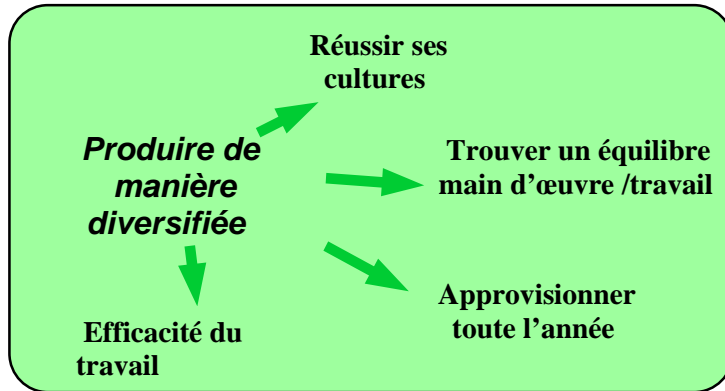 Réussir ses
cultures
Produire de
manière
diversifiée
Trouver un équilibre
main d’œuvre /travail
Approvisionner
toute l’année
Efficacité du
travail